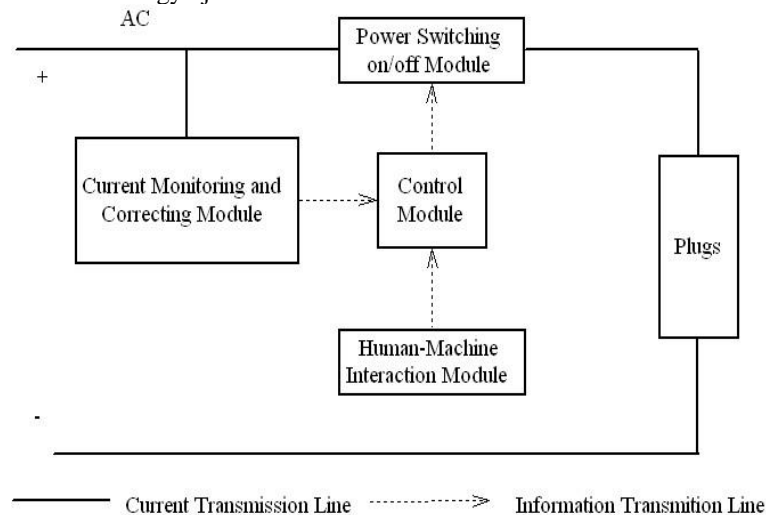 AC
Power Switching
on/off Module
+
Current Monitoring and
Correcting Module
Control
Module
Plugs
Human-Machine
Interaction Module
-
Current Transmission Line
Information Transmition Line